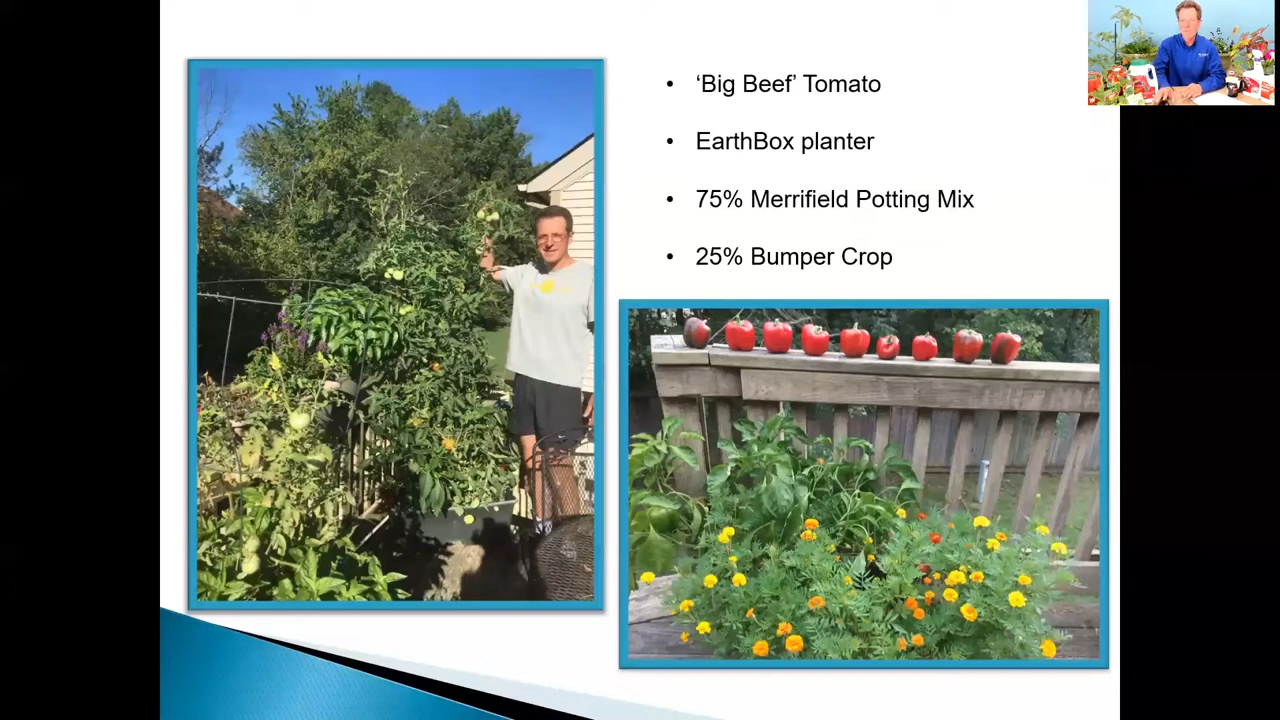 ‘Big Beef’ Tomato
EarthBox planter
75% Merrifield Potting Mix
25% Bumper Crop